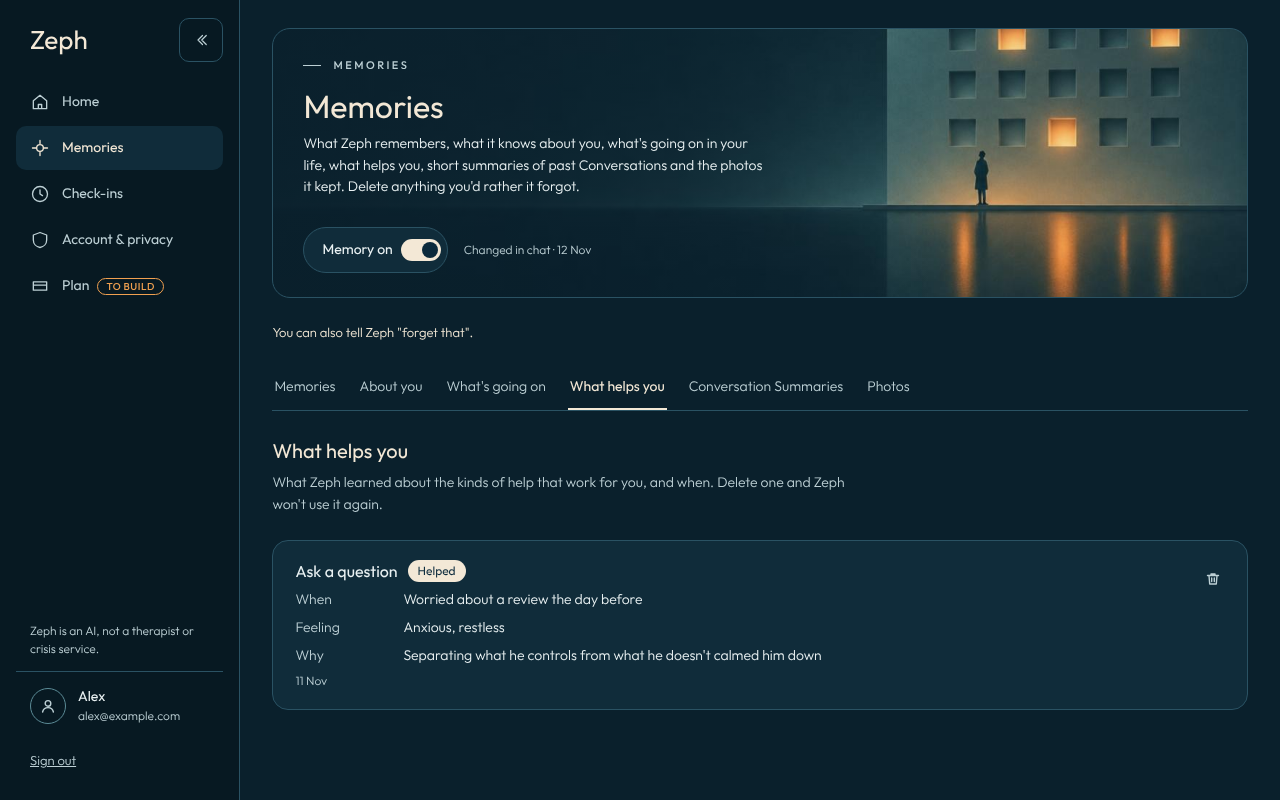 Zeph
Home
Memories
Check-ins
Account & privacy
Plan TO BUILD
Zeph is an AI, not a therapist or
crisis service.
Alex
alex@example.com
Sign out
MEMORIES
Memories
What Zeph remembers, what it knows about you, what's going on in your
life, what helps you, short summaries of past Conversations and the photos
it kept. Delete anything you'd rather it forgot.
Memory on
Changed in chat · 12 Nov
You can also tell Zeph "forget that".
Memories About you What's going on What helps you Conversation Summaries Photos
What helps you
What Zeph learned about the kinds of help that work for you, and when. Delete one and Zeph
won't use it again.
Ask a question Helped
When Worried about a review the day before
Feeling Anxious, restless
Why Separating what he controls from what he doesn't calmed him down
11 Nov